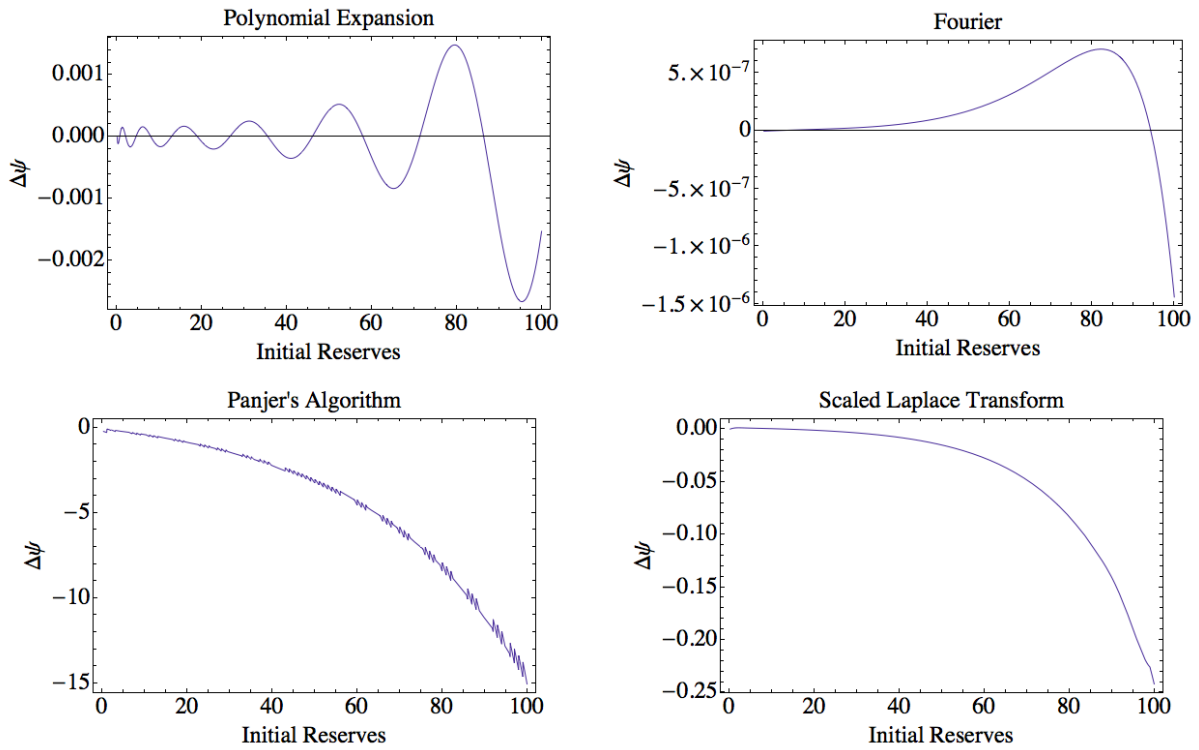 Polynomial Expansion
0.001
0.000
−0.001
−0.002
Δψ
0 20 40 60 80 100
Initial Reserves
Fourier
5.×10⁻⁷
0
−5.×10⁻⁷
−1.×10⁻⁶
−1.5×10⁻⁶
Δψ
0 20 40 60 80 100
Initial Reserves
Panjer's Algorithm
0
−5
−10
−15
Δψ
0 20 40 60 80 100
Initial Reserves
Scaled Laplace Transform
0.00
−0.05
−0.10
−0.15
−0.20
−0.25
Δψ
0 20 40 60 80 100
Initial Reserves